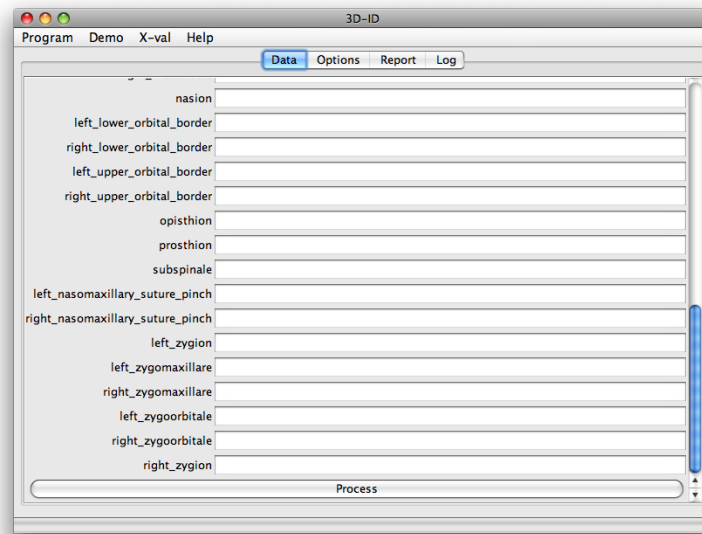 3D-ID
Program Demo X-val Help
Data Options Report Log
nasion
left_lower_orbital_border
right_lower_orbital_border
left_upper_orbital_border
right_upper_orbital_border
opisthion
prosthion
subspinale
left_nasomaxillary_suture_pinch
right_nasomaxillary_suture_pinch
left_zygion
left_zygomaxillare
right_zygomaxillare
left_zygoorbitale
right_zygoorbitale
right_zygion
Process